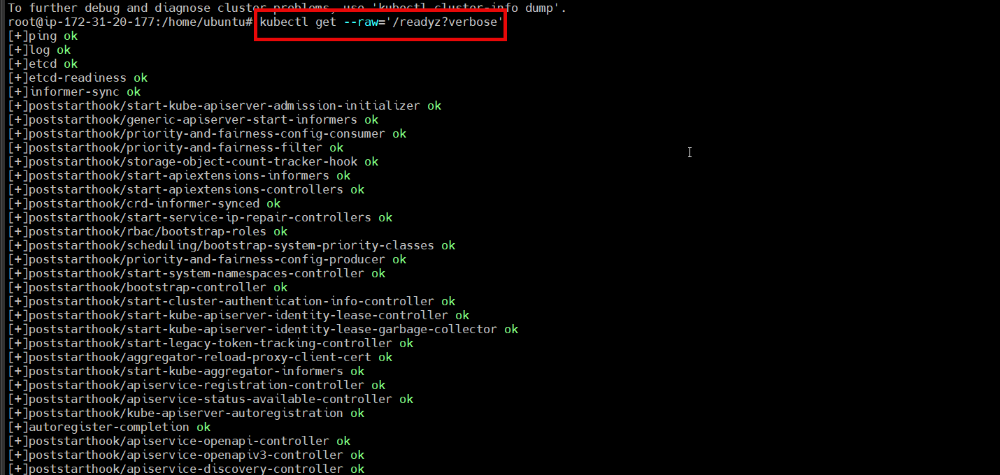 To further debug and diagnose cluster problems, use 'kubectl cluster-info dump'.
root@ip-172-31-20-177:/home/ubuntu# kubectl get --raw='/readyz?verbose'
[+]ping ok
[+]log ok
[+]etcd ok
[+]etcd-readiness ok
[+]informer-sync ok
[+]poststarthook/start-kube-apiserver-admission-initializer ok
[+]poststarthook/generic-apiserver-start-informers ok
[+]poststarthook/priority-and-fairness-config-consumer ok
[+]poststarthook/priority-and-fairness-filter ok
[+]poststarthook/storage-object-count-tracker-hook ok
[+]poststarthook/start-apiextensions-informers ok
[+]poststarthook/start-apiextensions-controllers ok
[+]poststarthook/crd-informer-synced ok
[+]poststarthook/start-service-ip-repair-controllers ok
[+]poststarthook/rbac/bootstrap-roles ok
[+]poststarthook/scheduling/bootstrap-system-priority-classes ok
[+]poststarthook/priority-and-fairness-config-producer ok
[+]poststarthook/start-system-namespaces-controller ok
[+]poststarthook/bootstrap-controller ok
[+]poststarthook/start-cluster-authentication-info-controller ok
[+]poststarthook/start-kube-apiserver-identity-lease-controller ok
[+]poststarthook/start-kube-apiserver-identity-lease-garbage-collector ok
[+]poststarthook/start-legacy-token-tracking-controller ok
[+]poststarthook/aggregator-reload-proxy-client-cert ok
[+]poststarthook/start-kube-aggregator-informers ok
[+]poststarthook/apiservice-registration-controller ok
[+]poststarthook/apiservice-status-available-controller ok
[+]poststarthook/kube-apiserver-autoregistration ok
[+]autoregister-completion ok
[+]poststarthook/apiservice-openapi-controller ok
[+]poststarthook/apiservice-openapiv3-controller ok
[+]poststarthook/apiservice-discovery-controller ok